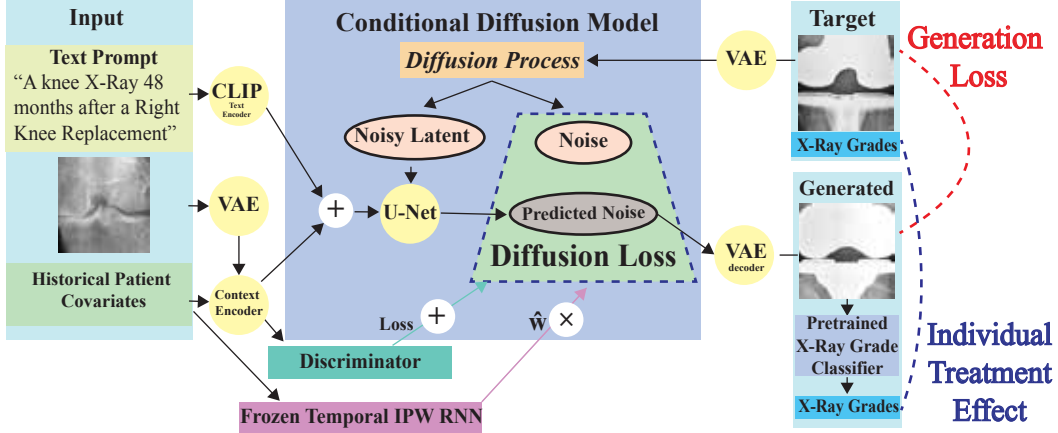 Input
Text Prompt
“A knee X-Ray 48
months after a Right
Knee Replacement”
Historical Patient
Covariates
CLIP
Text
Encoder
VAE
Context
Encoder
Conditional Diffusion Model
Diffusion Process
Noisy Latent
Noise
+
U-Net
Predicted Noise
Diffusion Loss
Loss
+
ŵ
×
Discriminator
Frozen Temporal IPW RNN
VAE
VAE
decoder
Target
X-Ray Grades
Generated
Pretrained
X-Ray Grade
Classifier
X-Ray Grades
Generation
Loss
Individual
Treatment
Effect